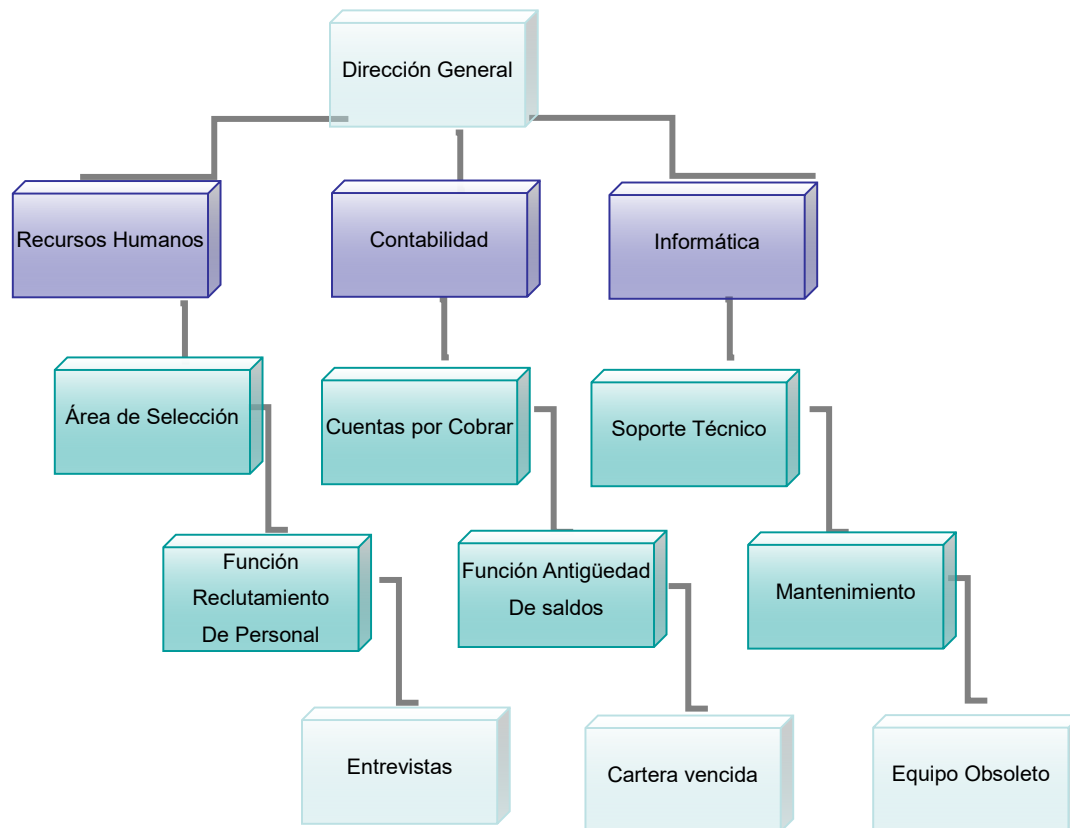 Dirección General
Recursos Humanos
Contabilidad
Informática
Área de Selección
Cuentas por Cobrar
Soporte Técnico
Función
Reclutamiento
De Personal
Función Antigüedad
De saldos
Mantenimiento
Entrevistas
Cartera vencida
Equipo Obsoleto